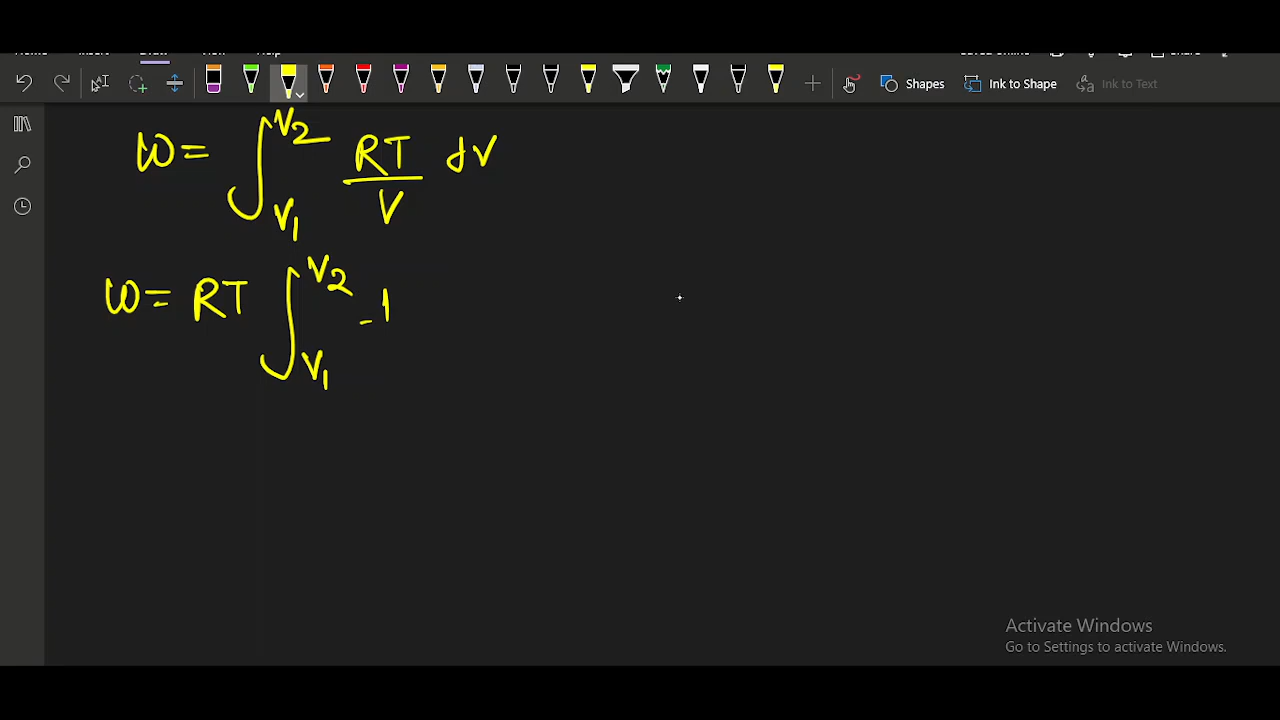 Shapes Ink to Shape Ink to Text
W = ∫ V2 V1 RT/V dV
W = RT ∫ V2 V1 -1
Activate Windows
Go to Settings to activate Windows.